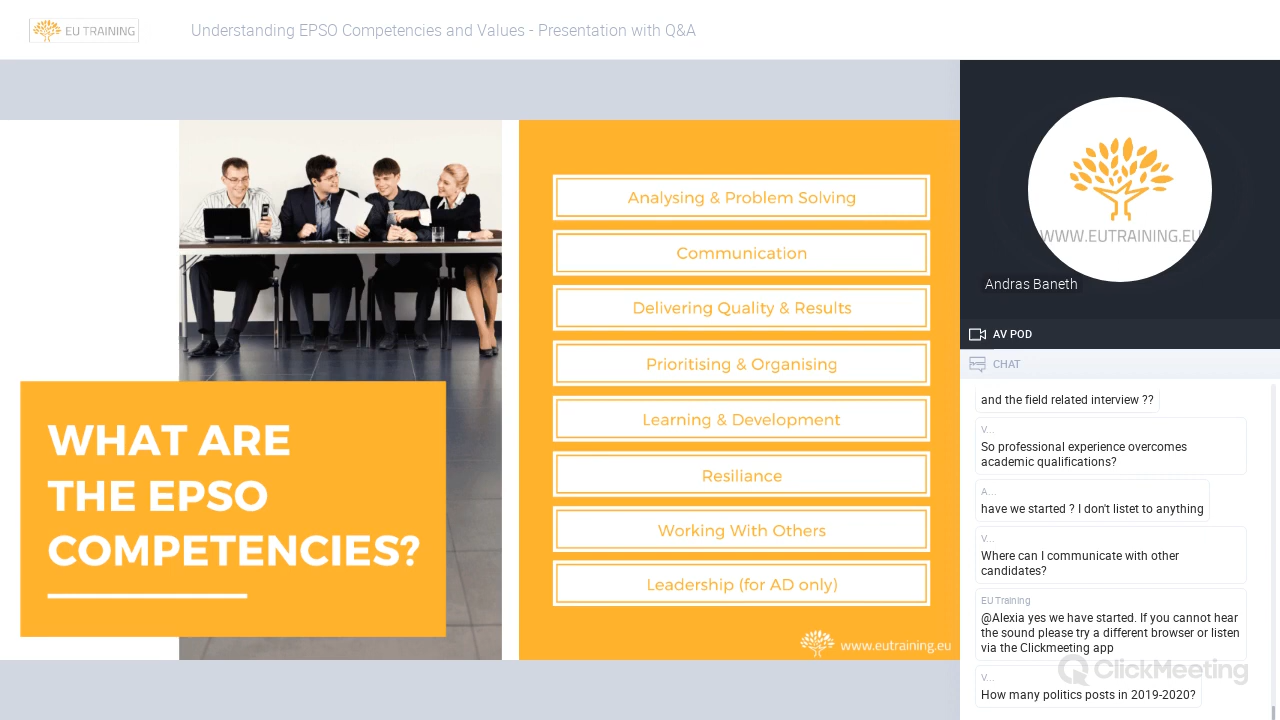 EU TRAINING
Understanding EPSO Competencies and Values - Presentation with Q&A
WHAT ARE
THE EPSO
COMPETENCIES?
Analysing & Problem Solving
Communication
Delivering Quality & Results
Prioritising & Organising
Learning & Development
Resiliance
Working With Others
Leadership (for AD only)
www.eutraining.eu
WWW.EUTRAINING.EU
Andras Baneth
AV POD
CHAT
and the field related interview ??
V...
So professional experience overcomes
academic qualifications?
A...
have we started ? I don't listet to anything
V...
Where can I communicate with other
candidates?
EU Training
@Alexia yes we have started. If you cannot hear
the sound please try a different browser or listen
via the Clickmeeting app
ClickMeeting
V...
How many politics posts in 2019-2020?